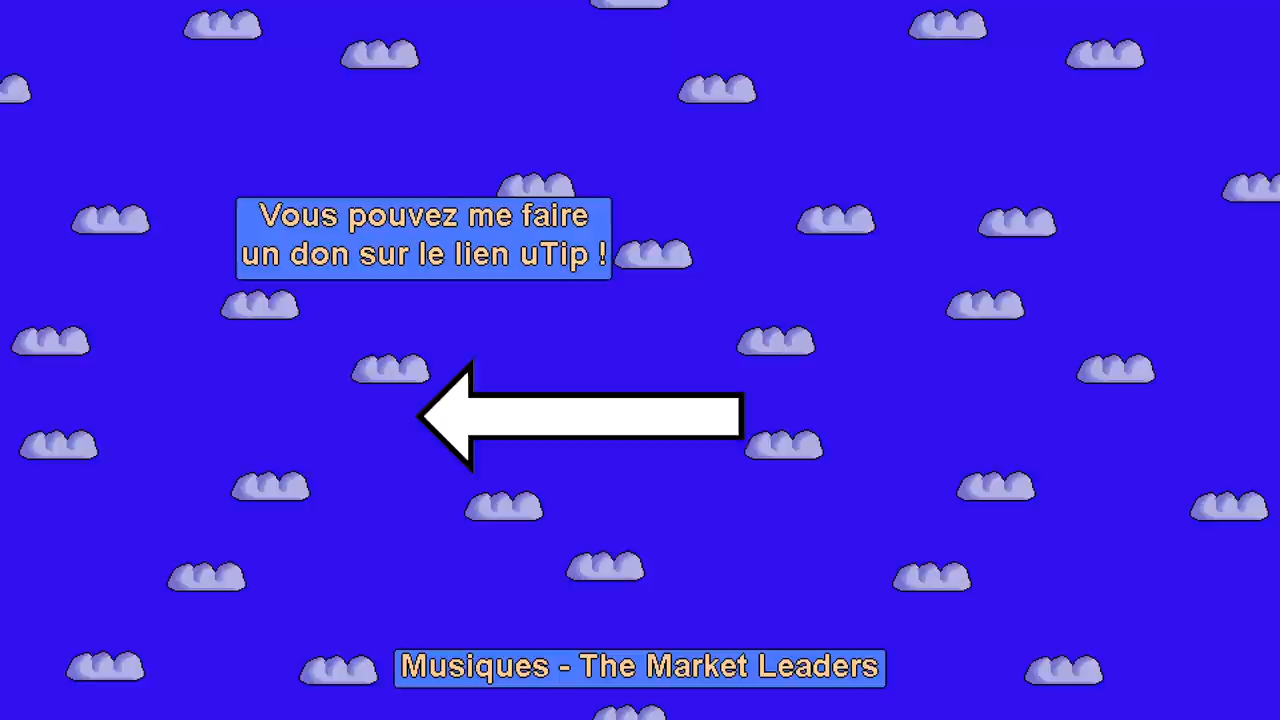 Vous pouvez me faire
un don sur le lien uTip !
Musiques - The Market Leaders